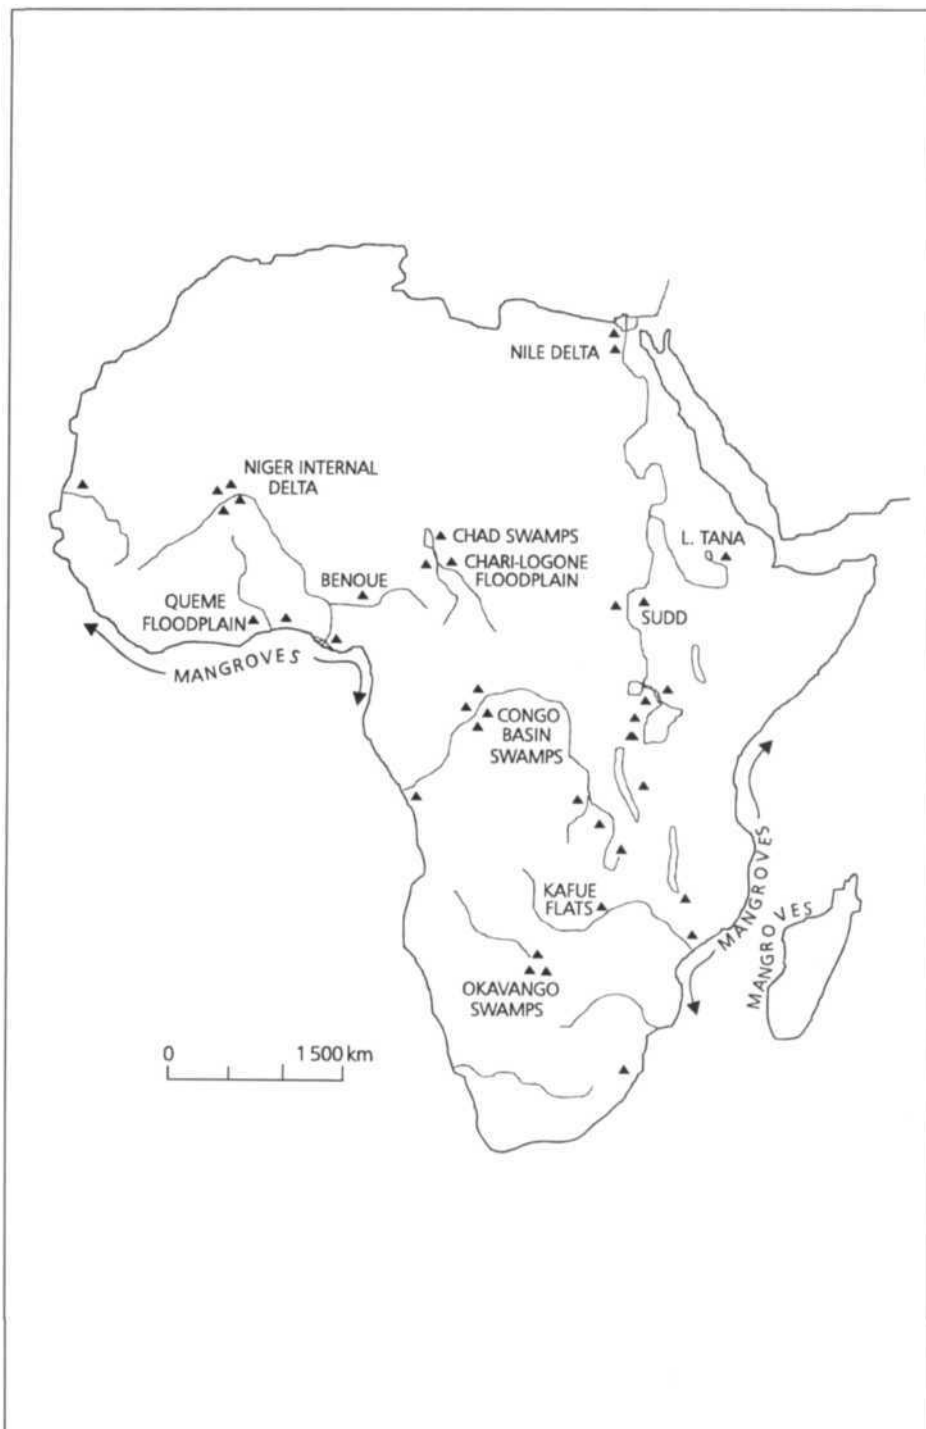 NILE DELTA
NIGER INTERNAL
DELTA
CHAD SWAMPS
CHARI-LOGONE
FLOODPLAIN
L. TANA
BENOUE
QUEME
FLOODPLAIN
SUDD
MANGROVES
CONGO
BASIN
SWAMPS
KAFUE
FLATS
MANGROVES
MANGROVES
OKAVANGO
SWAMPS
0 1 500 km